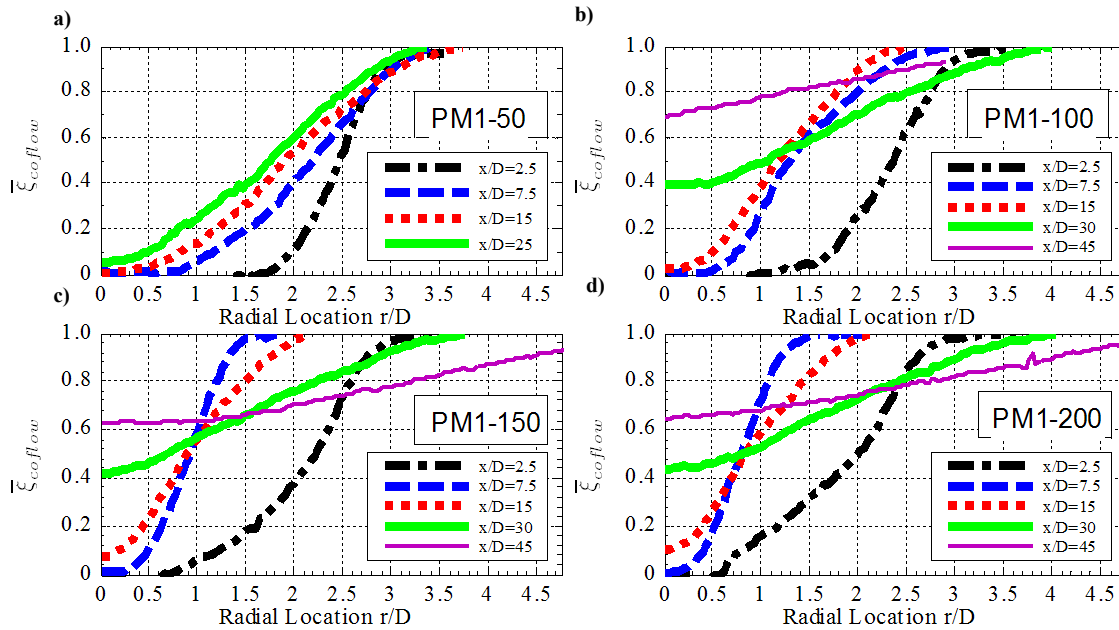 a)
1.0
0.8
0.6
0.4
0.2
0
ξ̅coflow
PM1-50
x/D=2.5
x/D=7.5
x/D=15
x/D=25
0 0.5 1 1.5 2 2.5 3 3.5 4 4.5
Radial Location r/D
b)
1.0
0.8
0.6
0.4
0.2
0
ξ̅coflow
PM1-100
x/D=2.5
x/D=7.5
x/D=15
x/D=30
x/D=45
0 0.5 1 1.5 2 2.5 3 3.5 4 4.5
Radial Location r/D
c)
1.0
0.8
0.6
0.4
0.2
0
ξ̅coflow
PM1-150
x/D=2.5
x/D=7.5
x/D=15
x/D=30
x/D=45
0 0.5 1 1.5 2 2.5 3 3.5 4 4.5
Radial Location r/D
d)
1.0
0.8
0.6
0.4
0.2
0
ξ̅coflow
PM1-200
x/D=2.5
x/D=7.5
x/D=15
x/D=30
x/D=45
0 0.5 1 1.5 2 2.5 3 3.5 4 4.5
Radial Location r/D